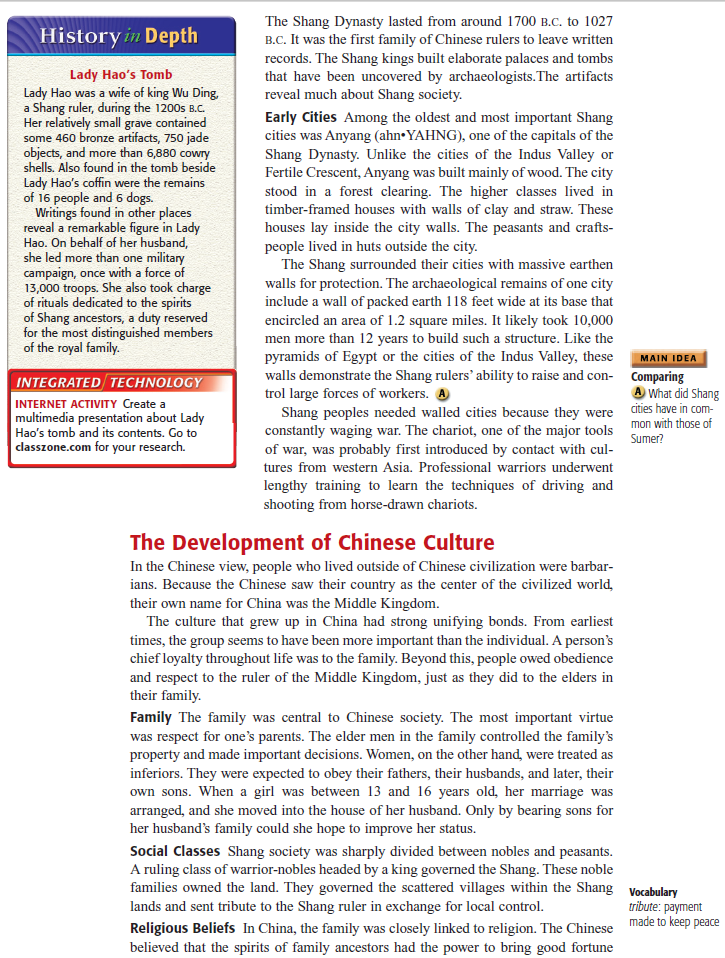 History in Depth
Lady Hao's Tomb
Lady Hao was a wife of king Wu Ding,
a Shang ruler, during the 1200s B.C.
Her relatively small grave contained
some 460 bronze artifacts, 750 jade
objects, and more than 6,880 cowry
shells. Also found in the tomb beside
Lady Hao's coffin were the remains
of 16 people and 6 dogs.
Writings found in other places
reveal a remarkable figure in Lady
Hao. On behalf of her husband,
she led more than one military
campaign, once with a force of
13,000 troops. She also took charge
of rituals dedicated to the spirits
of Shang ancestors, a duty reserved
for the most distinguished members
of the royal family.
INTEGRATED/TECHNOLOGY
INTERNET ACTIVITY Create a
multimedia presentation about Lady
Hao's tomb and its contents. Go to
classzone.com for your research.
The Shang Dynasty lasted from around 1700 B.C. to 1027
B.C. It was the first family of Chinese rulers to leave written
records. The Shang kings built elaborate palaces and tombs
that have been uncovered by archaeologists.The artifacts
reveal much about Shang society.
Early Cities Among the oldest and most important Shang
cities was Anyang (ahn•YAHNG), one of the capitals of the
Shang Dynasty. Unlike the cities of the Indus Valley or
Fertile Crescent, Anyang was built mainly of wood. The city
stood in a forest clearing. The higher classes lived in
timber-framed houses with walls of clay and straw. These
houses lay inside the city walls. The peasants and crafts-
people lived in huts outside the city.
The Shang surrounded their cities with massive earthen
walls for protection. The archaeological remains of one city
include a wall of packed earth 118 feet wide at its base that
encircled an area of 1.2 square miles. It likely took 10,000
men more than 12 years to build such a structure. Like the
pyramids of Egypt or the cities of the Indus Valley, these
walls demonstrate the Shang rulers' ability to raise and con-
trol large forces of workers. A
Shang peoples needed walled cities because they were
constantly waging war. The chariot, one of the major tools
of war, was probably first introduced by contact with cul-
tures from western Asia. Professional warriors underwent
lengthy training to learn the techniques of driving and
shooting from horse-drawn chariots.
MAIN IDEA
Comparing
A What did Shang
cities have in com-
mon with those of
Sumer?
The Development of Chinese Culture
In the Chinese view, people who lived outside of Chinese civilization were barbar-
ians. Because the Chinese saw their country as the center of the civilized world,
their own name for China was the Middle Kingdom.
The culture that grew up in China had strong unifying bonds. From earliest
times, the group seems to have been more important than the individual. A person's
chief loyalty throughout life was to the family. Beyond this, people owed obedience
and respect to the ruler of the Middle Kingdom, just as they did to the elders in
their family.
Family The family was central to Chinese society. The most important virtue
was respect for one's parents. The elder men in the family controlled the family's
property and made important decisions. Women, on the other hand, were treated as
inferiors. They were expected to obey their fathers, their husbands, and later, their
own sons. When a girl was between 13 and 16 years old, her marriage was
arranged, and she moved into the house of her husband. Only by bearing sons for
her husband's family could she hope to improve her status.
Social Classes Shang society was sharply divided between nobles and peasants.
A ruling class of warrior-nobles headed by a king governed the Shang. These noble
families owned the land. They governed the scattered villages within the Shang
lands and sent tribute to the Shang ruler in exchange for local control.
Religious Beliefs In China, the family was closely linked to religion. The Chinese
believed that the spirits of family ancestors had the power to bring good fortune
Vocabulary
tribute: payment
made to keep peace